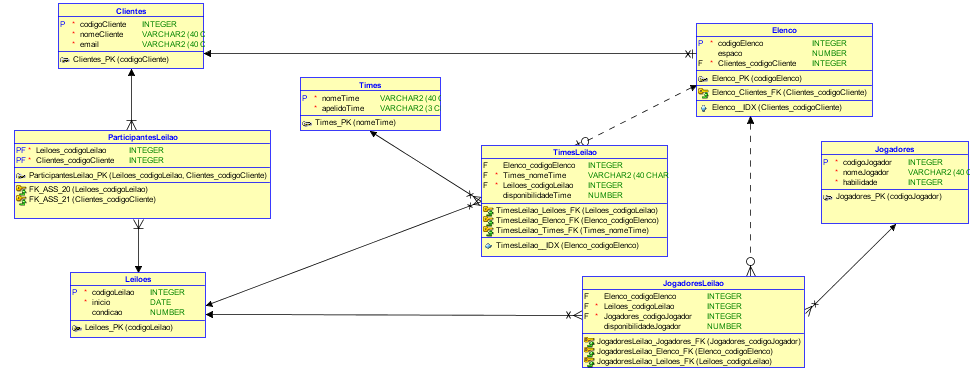 Clientes
P * codigoCliente INTEGER
* nomeCliente VARCHAR2 (40 C
* email VARCHAR2 (40 C
Clientes_PK (codigoCliente)
Elenco
P * codigoElenco INTEGER
espaco NUMBER
F * Clientes_codigoCliente INTEGER
Elenco_PK (codigoElenco)
Elenco_Clientes_FK (Clientes_codigoCliente)
Elenco__IDX (Clientes_codigoCliente)
Times
P * nomeTime VARCHAR2 (40 C
* apelidoTime VARCHAR2 (3 C
Times_PK (nomeTime)
ParticipantesLeilao
PF * Leiloes_codigoLeilao INTEGER
PF * Clientes_codigoCliente INTEGER
ParticipantesLeilao_PK (Leiloes_codigoLeilao, Clientes_codigoCliente)
FK_ASS_20 (Leiloes_codigoLeilao)
FK_ASS_21 (Clientes_codigoCliente)
TimesLeilao
F Elenco_codigoElenco INTEGER
F * Times_nomeTime VARCHAR2 (40 CHAR
F * Leiloes_codigoLeilao INTEGER
disponibilidadeTime NUMBER
TimesLeilao_Leiloes_FK (Leiloes_codigoLeilao)
TimesLeilao_Elenco_FK (Elenco_codigoElenco)
TimesLeilao_Times_FK (Times_nomeTime)
TimesLeilao__IDX (Elenco_codigoElenco)
Jogadores
P * codigoJogador INTEGER
* nomeJogador VARCHAR2 (40 C
* habilidade INTEGER
Jogadores_PK (codigoJogador)
Leiloes
P * codigoLeilao INTEGER
* inicio DATE
condicao NUMBER
Leiloes_PK (codigoLeilao)
JogadoresLeilao
F Elenco_codigoElenco INTEGER
F * Leiloes_codigoLeilao INTEGER
F * Jogadores_codigoJogador INTEGER
disponibilidadeJogador NUMBER
JogadoresLeilao_Jogadores_FK (Jogadores_codigoJogador)
JogadoresLeilao_Elenco_FK (Elenco_codigoElenco)
JogadoresLeilao_Leiloes_FK (Leiloes_codigoLeilao)